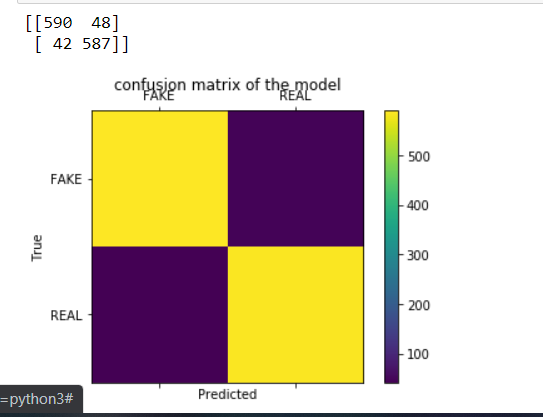 [[590  48]
 [ 42 587]]
confusion matrix of the model
FAKE REAL
500
FAKE
400
True
300
200
REAL
100
Predicted
=python3#